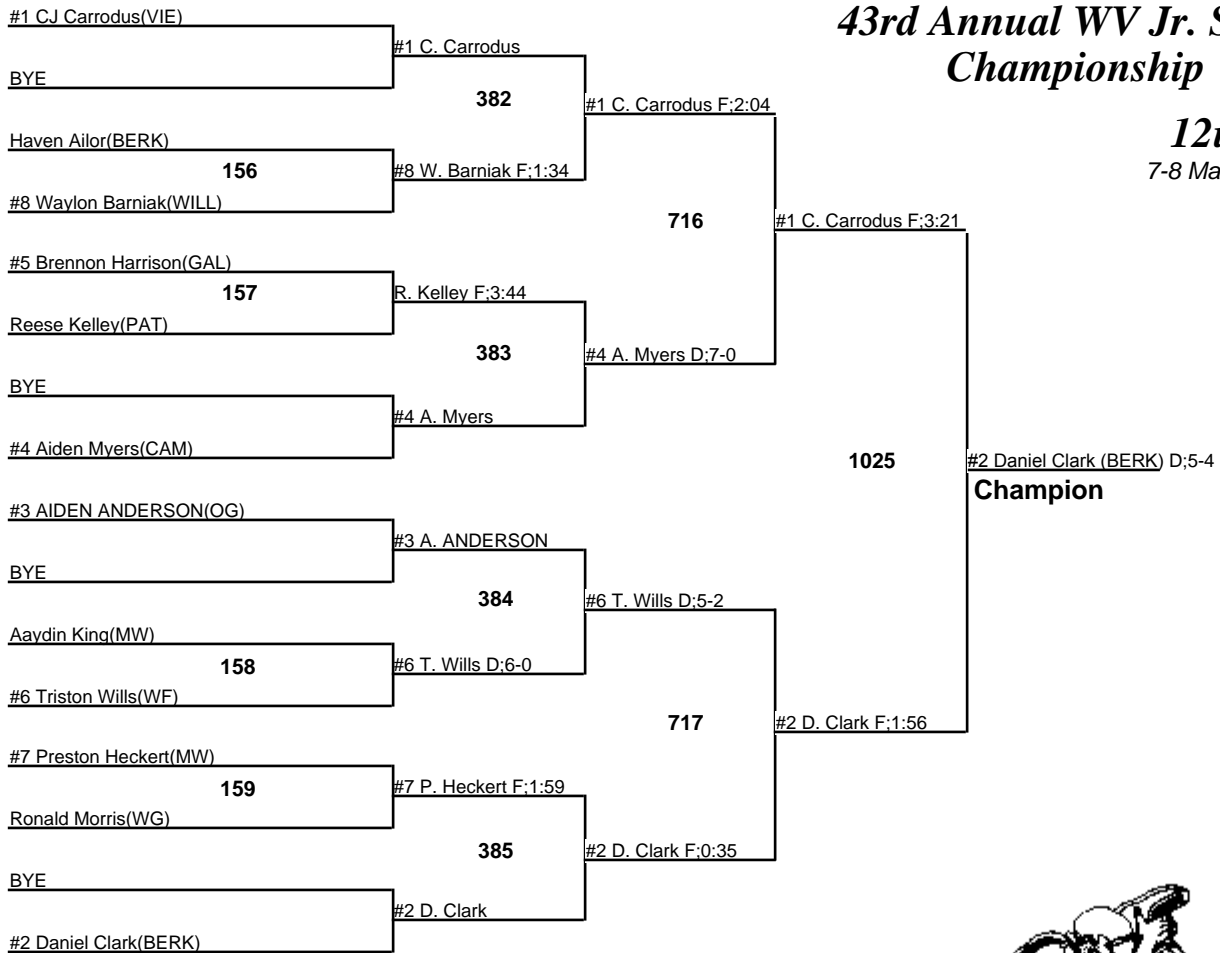 43rd Annual WV Jr.
Championship
7-8
#1 CJ Carrodus(VIE)
#1 C. Carrodus
BYE
382
#1 C. Carrodus F;2:04
Haven Ailor(BERK)
156
#8 W. Barniak F;1:34
#8 Waylon Barniak(WILL)
716
#1 C. Carrodus F;3:21
#5 Brennon Harrison(GAL)
157
R. Kelley F;3:44
Reese Kelley(PAT)
383
#4 A. Myers D;7-0
BYE
#4 A. Myers
#4 Aiden Myers(CAM)
1025
#2 Daniel Clark (BERK) D;5-4
Champion
#3 AIDEN ANDERSON(OG)
#3 A. ANDERSON
BYE
384
#6 T. Wills D;5-2
Aaydin King(MW)
158
#6 T. Wills D;6-0
#6 Triston Wills(WF)
717
#2 D. Clark F;1:56
#7 Preston Heckert(MW)
159
#7 P. Heckert F;1:59
Ronald Morris(WG)
385
#2 D. Clark F;0:35
BYE
#2 D. Clark
#2 Daniel Clark(BERK)